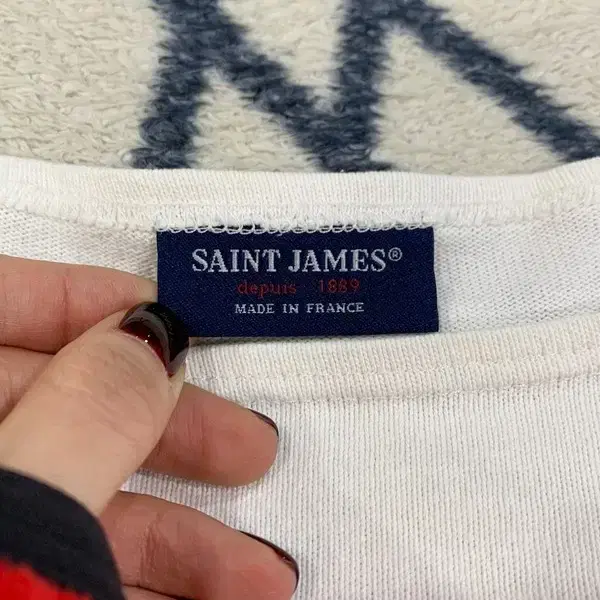 SAINT JAMES®
depuis 1889
MADE IN FRANCE